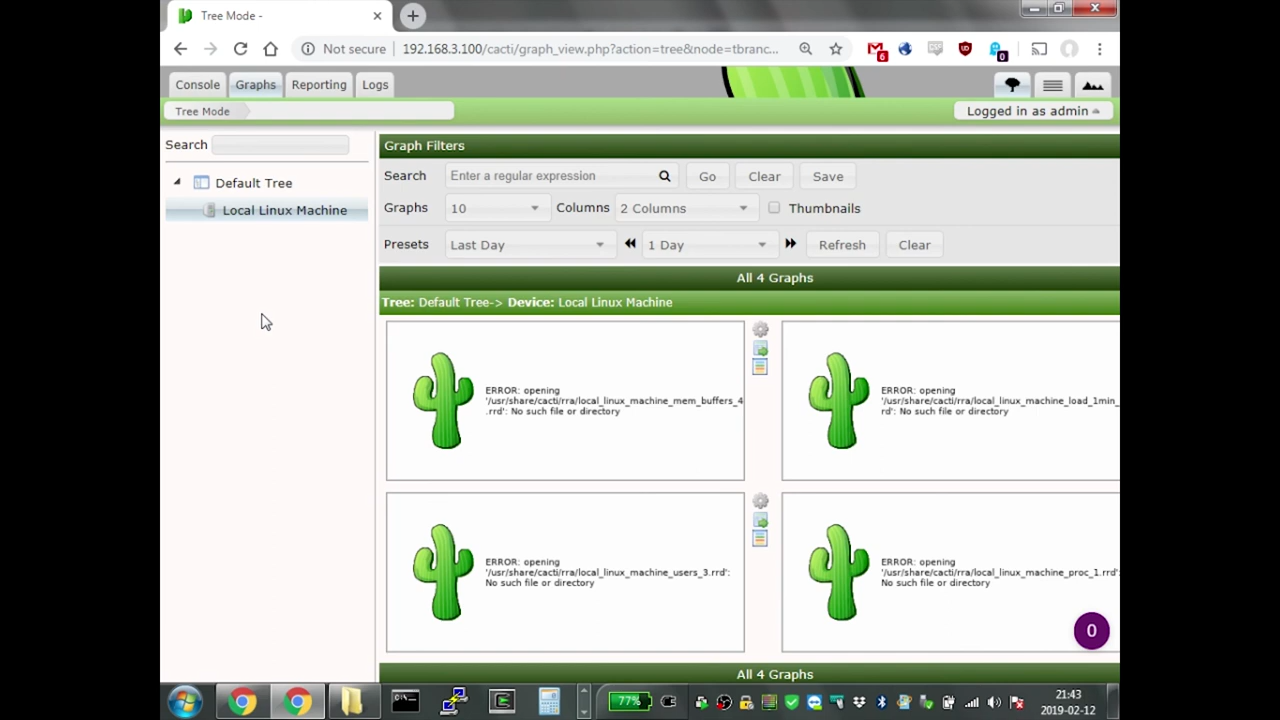 Tree Mode -
Not secure
192.168.3.100/cacti/graph_view.php?action=tree&node=tbranc...
6
UD
0
Console
Graphs
Reporting
Logs
Tree Mode
Logged in as admin
Search
Default Tree
Local Linux Machine
Graph Filters
Search
Enter a regular expression
Go
Clear
Save
Graphs
10
Columns
2 Columns
Thumbnails
Presets
Last Day
1 Day
Refresh
Clear
All 4 Graphs
Tree: Default Tree-> Device: Local Linux Machine
ERROR: opening
'/usr/share/cacti/rra/local_linux_machine_mem_buffers_4
.rrd': No such file or directory
ERROR: opening
'/usr/share/cacti/rra/local_linux_machine_load_1min_
rd': No such file or directory
ERROR: opening
'/usr/share/cacti/rra/local_linux_machine_users_3.rrd':
No such file or directory
ERROR: opening
'/usr/share/cacti/rra/local_linux_machine_proc_1.rrd':
No such file or directory
0
All 4 Graphs
77%
21:43
2019-02-12